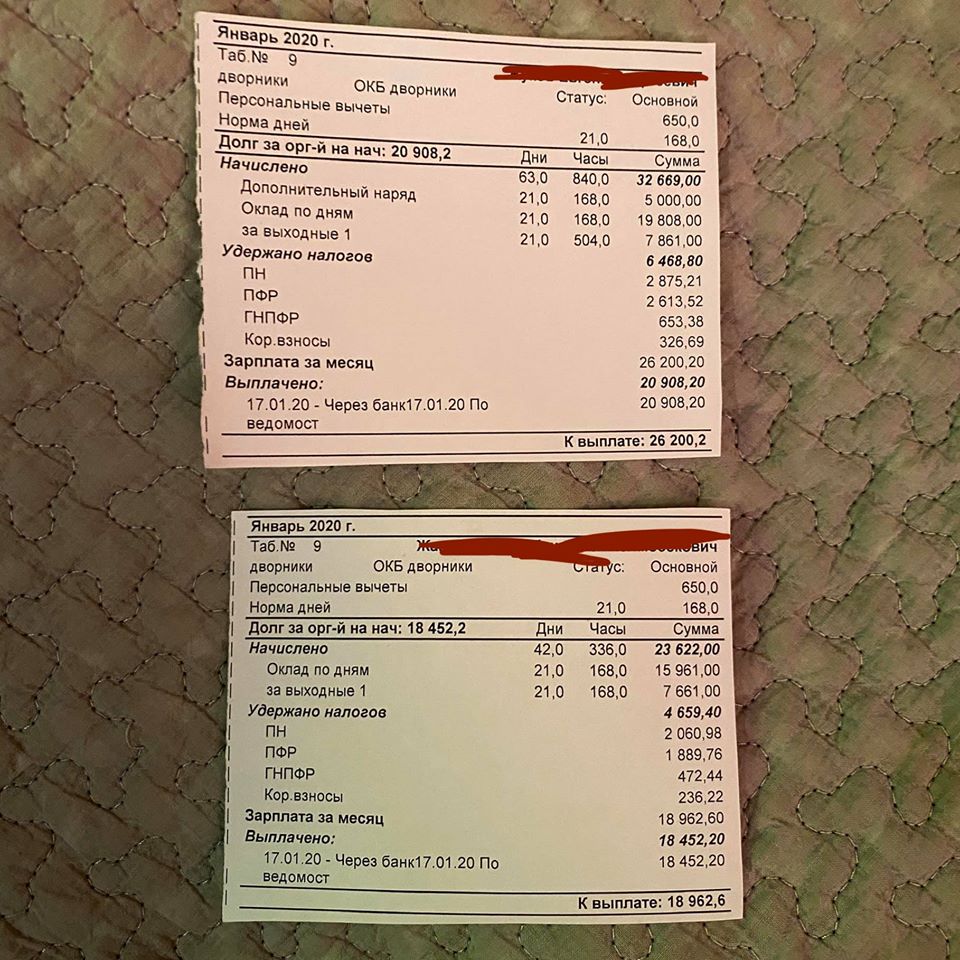 Январь 2020 г.
Таб.№ 9
дворники ОКБ дворники Статус: Основной
Персональные вычеты 650,0
Норма дней 21,0 168,0
Долг за орг-й на нач: 20 908,2 Дни Часы Сумма
Начислено 63,0 840,0 32 669,00
Дополнительный наряд 21,0 168,0 5 000,00
Оклад по дням 21,0 168,0 19 808,00
за выходные 1 21,0 504,0 7 861,00
Удержано налогов 6 468,80
ПН 2 875,21
ПФР 2 613,52
ГНПФР 653,38
Кор.взносы 326,69
Зарплата за месяц 26 200,20
Выплачено: 20 908,20
17.01.20 - Через банк17.01.20 По 20 908,20
ведомост
К выплате: 26 200,2
Январь 2020 г.
Таб.№ 9
дворники ОКБ дворники Статус: Основной
Персональные вычеты 650,0
Норма дней 21,0 168,0
Долг за орг-й на нач: 18 452,2 Дни Часы Сумма
Начислено 42,0 336,0 23 622,00
Оклад по дням 21,0 168,0 15 961,00
за выходные 1 21,0 168,0 7 661,00
Удержано налогов 4 659,40
ПН 2 060,98
ПФР 1 889,76
ГНПФР 472,44
Кор.взносы 236,22
Зарплата за месяц 18 962,60
Выплачено: 18 452,20
17.01.20 - Через банк17.01.20 По 18 452,20
ведомост
К выплате: 18 962,6